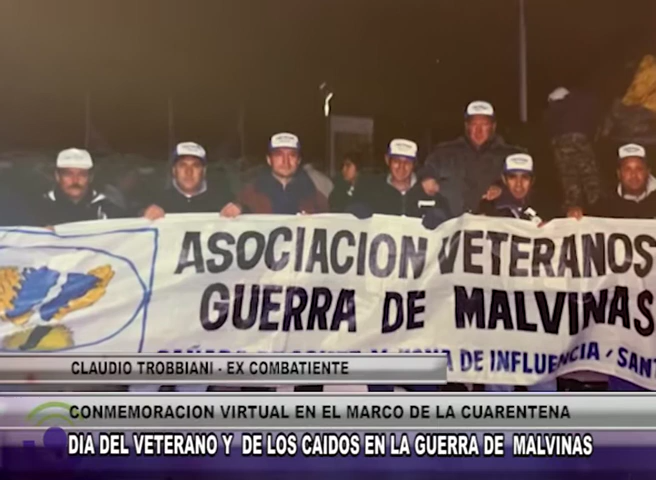 ASOCIACION VETERANOS
GUERRA DE MALVINAS
DE INFLUENCIA / SANT
CLAUDIO TROBBIANI - EX COMBATIENTE
CONMEMORACION VIRTUAL EN EL MARCO DE LA CUARENTENA
DIA DEL VETERANO Y DE LOS CAIDOS EN LA GUERRA DE MALVINAS